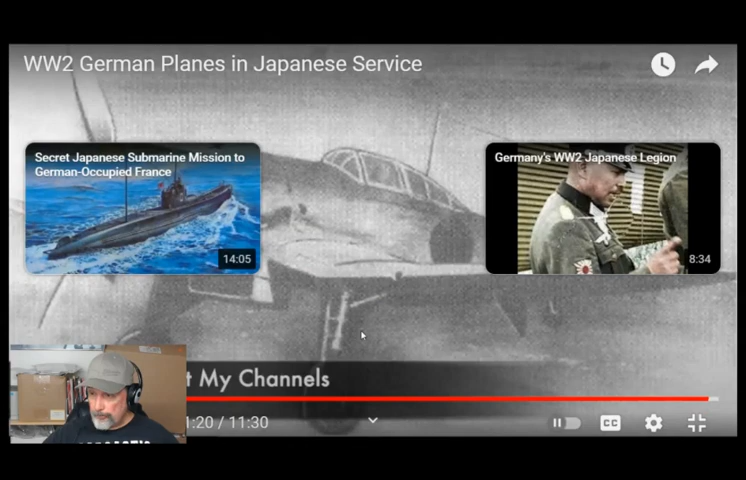 WW2 German Planes in Japanese Service
Secret Japanese Submarine Mission to
German-Occupied France
14:05
Germany's WW2 Japanese Legion
8:34
t My Channels
1:20 / 11:30
CC